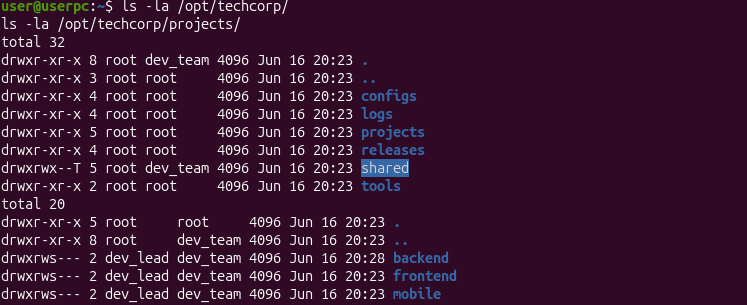 user@userpc:~$ ls -la /opt/techcorp/
ls -la /opt/techcorp/projects/
total 32
drwxr-xr-x 8 root dev_team 4096 Jun 16 20:23 .
drwxr-xr-x 3 root root     4096 Jun 16 20:23 ..
drwxr-xr-x 4 root root     4096 Jun 16 20:23 configs
drwxr-xr-x 4 root root     4096 Jun 16 20:23 logs
drwxr-xr-x 5 root root     4096 Jun 16 20:23 projects
drwxr-xr-x 4 root root     4096 Jun 16 20:23 releases
drwxrwx--T 5 root dev_team 4096 Jun 16 20:23 shared
drwxr-xr-x 2 root root     4096 Jun 16 20:23 tools
total 20
drwxr-xr-x 5 root     root     4096 Jun 16 20:23 .
drwxr-xr-x 8 root     dev_team 4096 Jun 16 20:23 ..
drwxrws--- 2 dev_lead dev_team 4096 Jun 16 20:28 backend
drwxrws--- 2 dev_lead dev_team 4096 Jun 16 20:23 frontend
drwxrws--- 2 dev_lead dev_team 4096 Jun 16 20:23 mobile